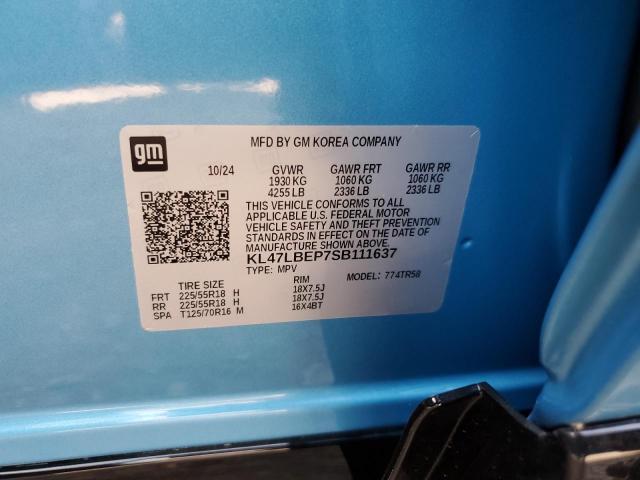 gm
MFD BY GM KOREA COMPANY
10/24 GVWR GAWR FRT GAWR RR
1930 KG 1060 KG 1060 KG
4255 LB 2336 LB 2336 LB
THIS VEHICLE CONFORMS TO ALL
APPLICABLE U.S. FEDERAL MOTOR
VEHICLE SAFETY AND THEFT PREVENTION
STANDARDS IN EFFECT ON THE DATE OF
MANUFACTURE SHOWN ABOVE.
KL47LBEP7SB111637
TYPE: MPV MODEL: 774TR58
TIRE SIZE RIM
FRT 225/55R18 H 18X7.5J
RR 225/55R18 H 18X7.5J
SPA T125/70R16 M 16X4BT